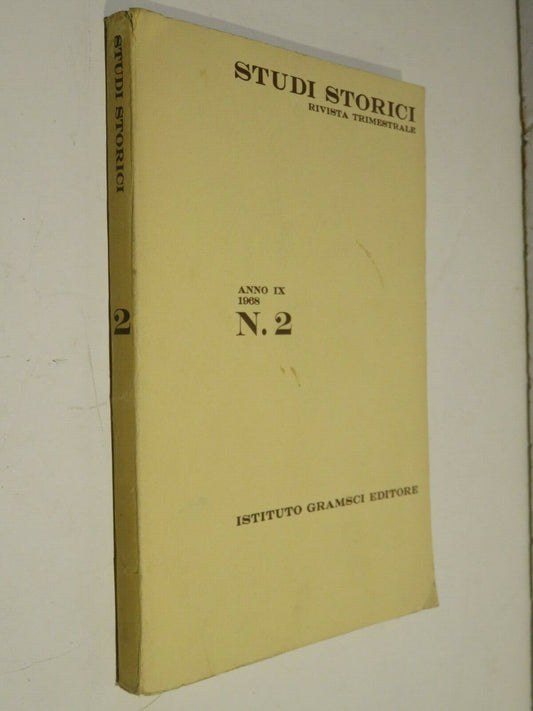 STUDI STORICI
2
STUDI STORICI
RIVISTA TRIMESTRALE
ANNO IX
1968
N. 2
ISTITUTO GRAMSCI EDITORE